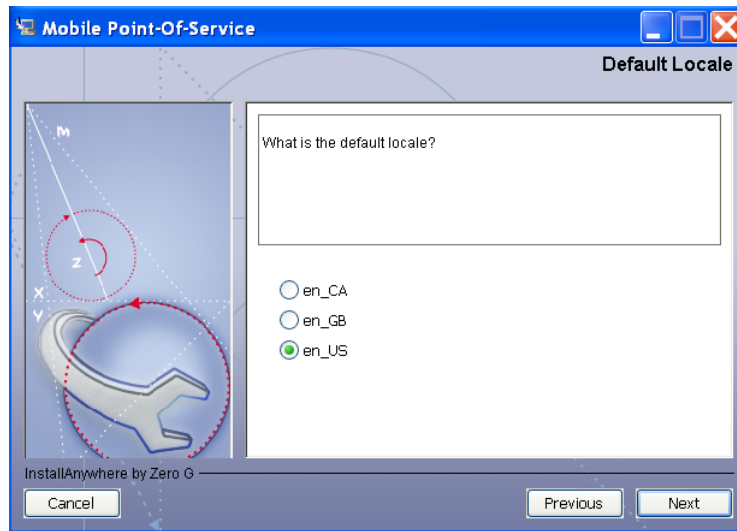 Mobile Point-Of-Service
Default Locale
M
Z
X
Y
What is the default locale?
en_CA
en_GB
en_US
InstallAnywhere by Zero G
Cancel
Previous
Next